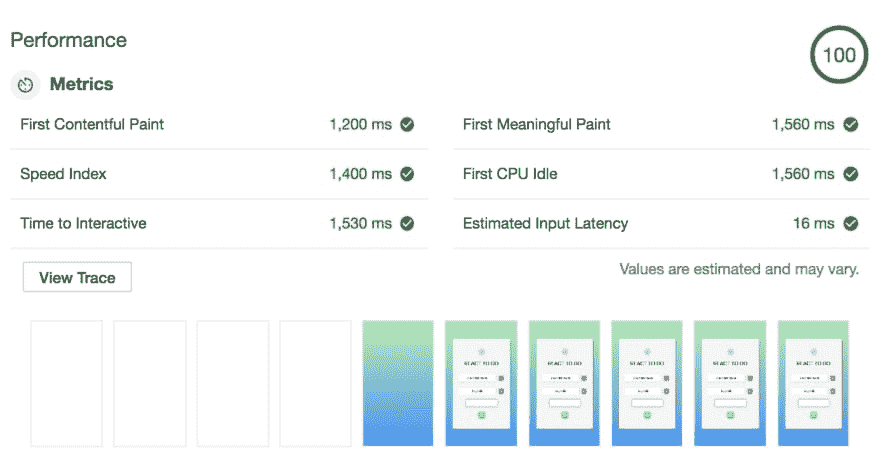 Performance
100
Metrics
First Contentful Paint 1,200 ms
First Meaningful Paint 1,560 ms
Speed Index 1,400 ms
First CPU Idle 1,560 ms
Time to Interactive 1,530 ms
Estimated Input Latency 16 ms
View Trace
Values are estimated and may vary.
REACT TO DO
REACT TO DO
REACT TO DO
REACT TO DO
REACT TO DO